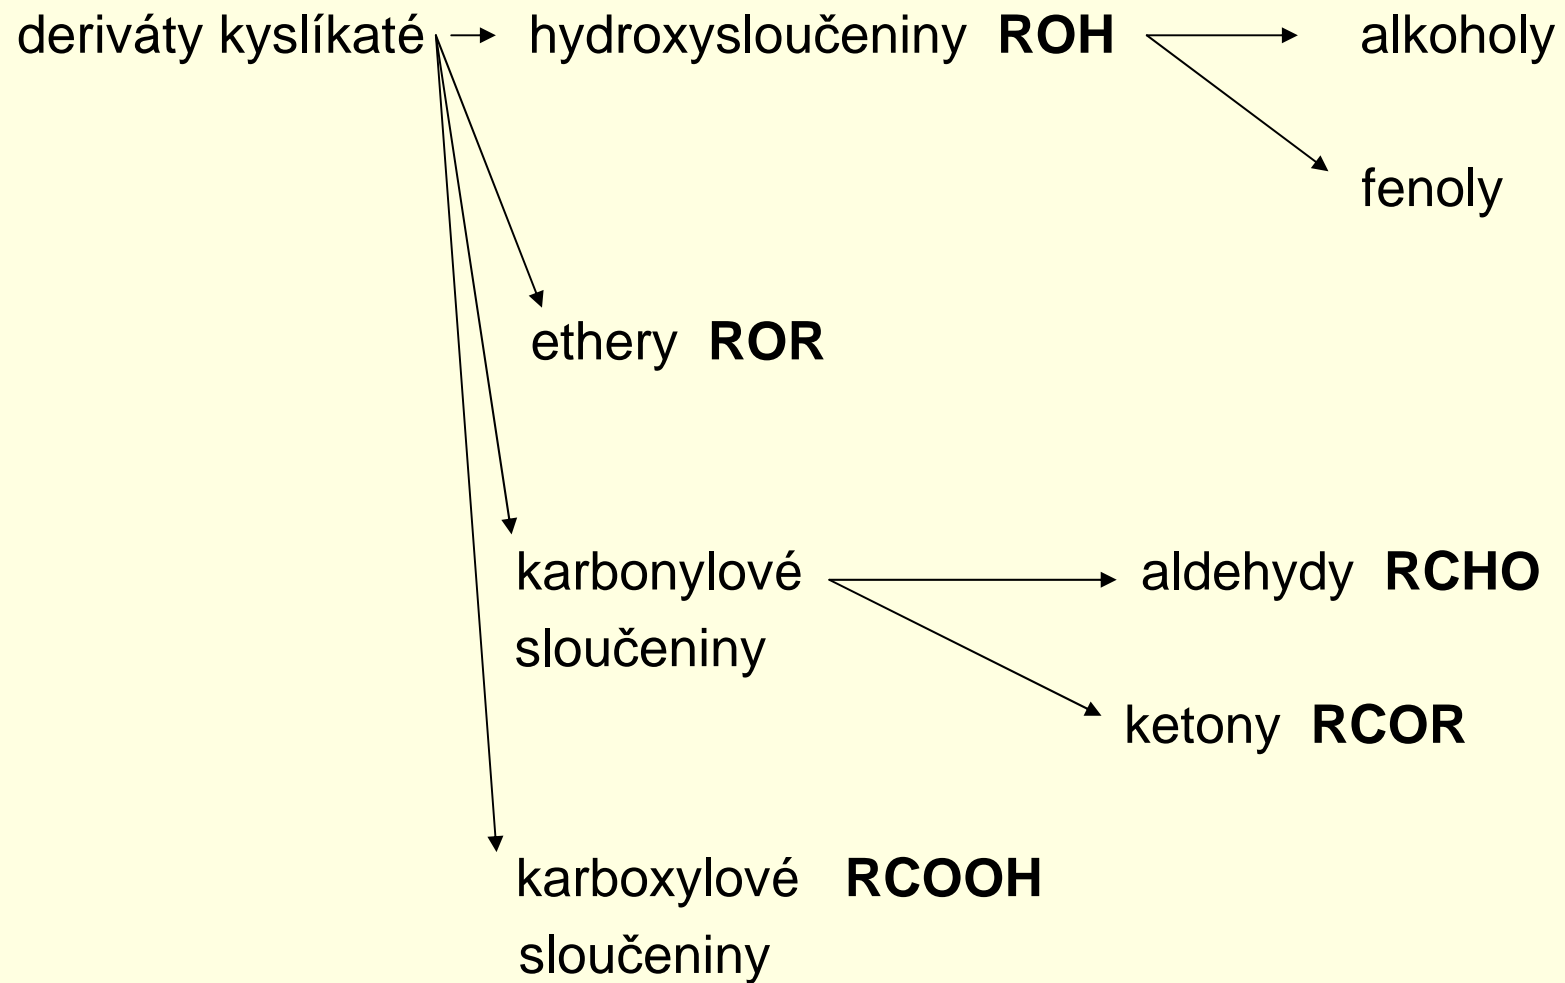 deriváty kyslíkaté hydroxysloučeniny ROH alkoholy
fenoly
ethery ROR
karbonylové aldehydy RCHO
sloučeniny
ketony RCOR
karboxylové RCOOH
sloučeniny